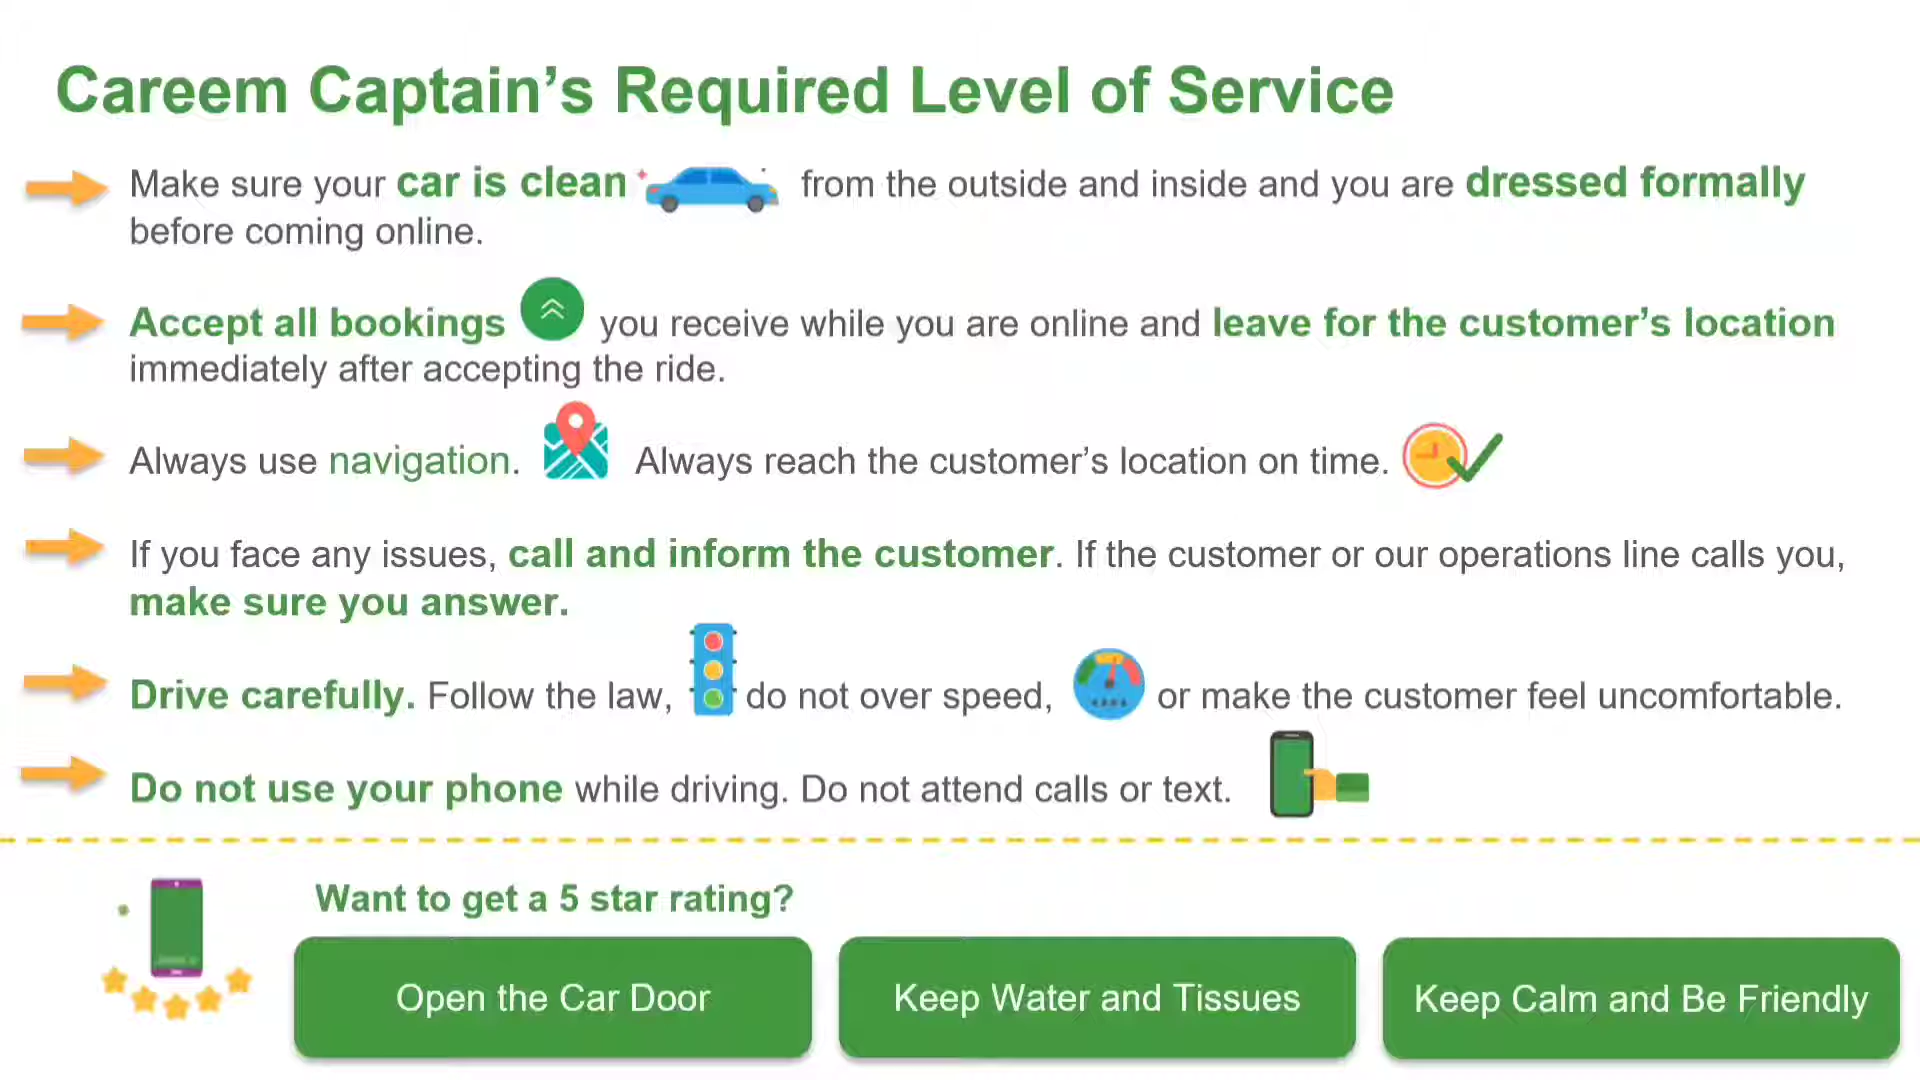 Careem Captain’s Required Level of Service
Make sure your car is clean from the outside and inside and you are dressed formally
before coming online.
Accept all bookings you receive while you are online and leave for the customer’s location
immediately after accepting the ride.
Always use navigation. Always reach the customer’s location on time.
If you face any issues, call and inform the customer. If the customer or our operations line calls you,
make sure you answer.
Drive carefully. Follow the law, do not over speed, or make the customer feel uncomfortable.
Do not use your phone while driving. Do not attend calls or text.
Want to get a 5 star rating?
Open the Car Door
Keep Water and Tissues
Keep Calm and Be Friendly